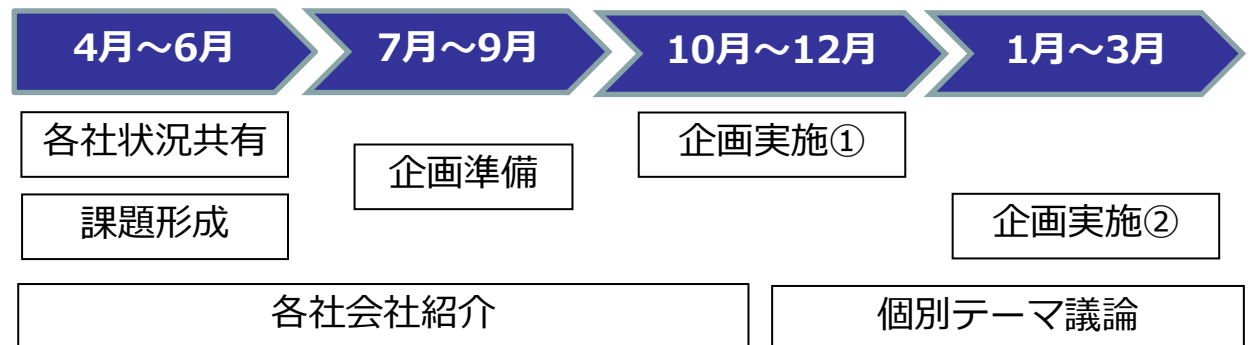 4月～6月
7月～9月
10月～12月
1月～3月
各社状況共有
企画実施①
企画準備
課題形成
企画実施②
各社会社紹介
個別テーマ議論